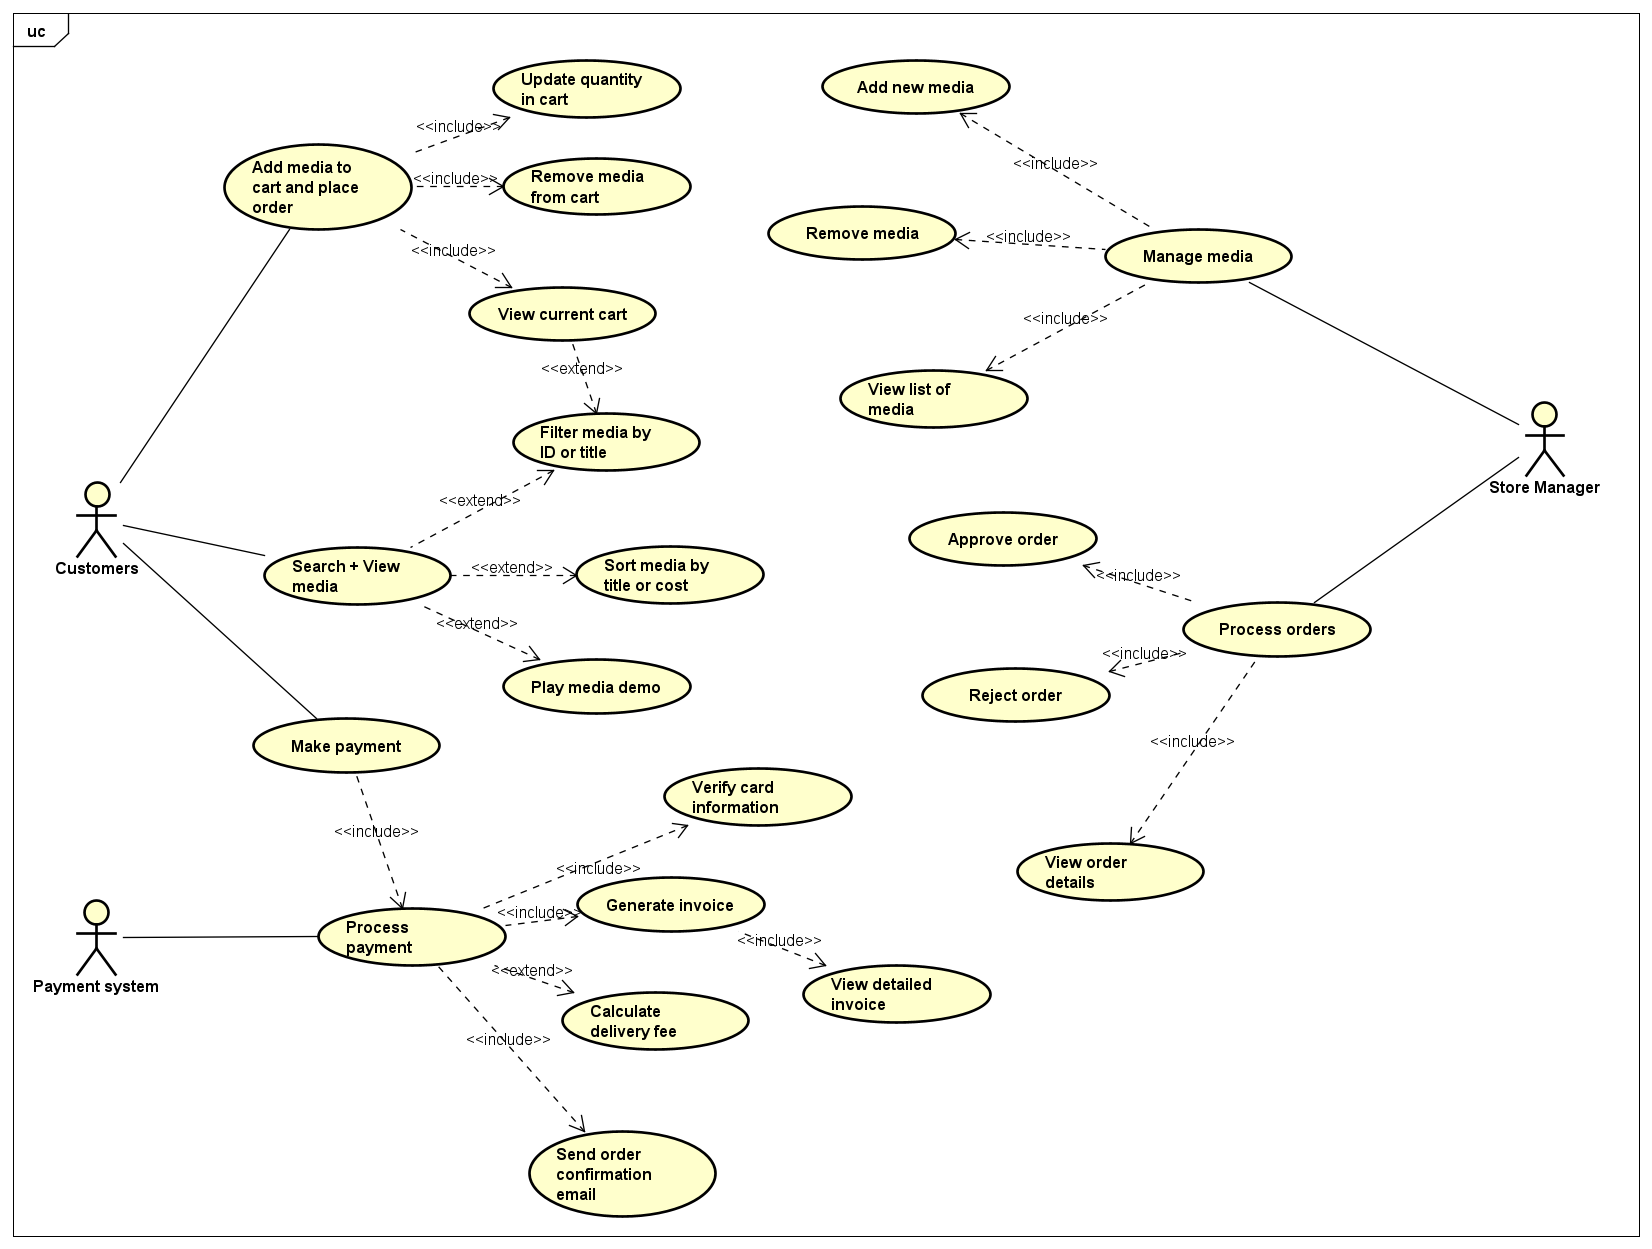 uc
Update quantity
in cart
Add new media
<<include>>
Add media to
cart and place
order
<<include>>
Remove media
from cart
<<include>>
<<include>>
Remove media
<<include>>
Manage media
<<include>>
View current cart
<<include>>
<<extend>>
View list of
media
Filter media by
ID or title
Store Manager
<<extend>>
Customers
Search + View
media
<<extend>>
Sort media by
title or cost
Approve order
<<include>>
<<extend>>
Process orders
<<include>>
Play media demo
Reject order
Make payment
<<include>>
Verify card
information
<<include>>
<<include>>
View order
details
Generate invoice
<<include>>
Process
payment
<<include>>
Payment system
<<extend>>
View detailed
invoice
Calculate
delivery fee
<<include>>
Send order
confirmation
email